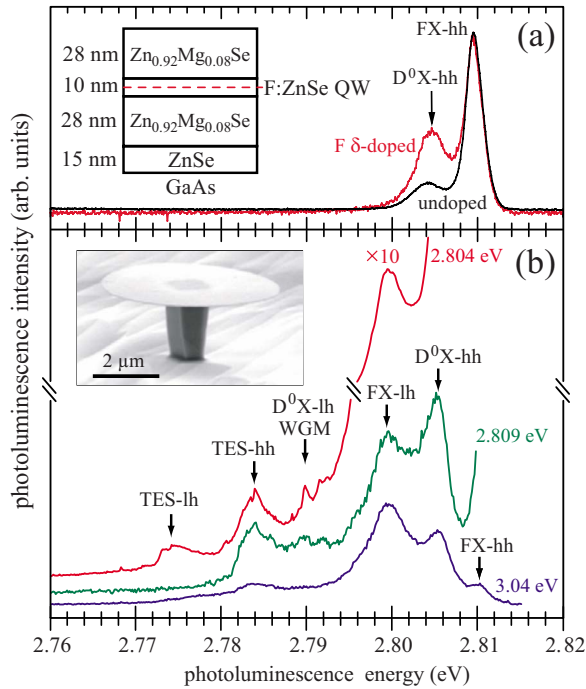 (a)
FX-hh
D⁰X-hh
28 nm
Zn₀.₉₂Mg₀.₀₈Se
10 nm
F:ZnSe QW
28 nm
Zn₀.₉₂Mg₀.₀₈Se
15 nm
ZnSe
GaAs
F δ-doped
undoped
photoluminescence intensity (arb. units)
(b)
×10
2.804 eV
2 µm
D⁰X-hh
FX-lh
D⁰X-lh
WGM
2.809 eV
TES-hh
TES-lh
FX-hh
3.04 eV
2.76 2.77 2.78 2.79 2.80 2.81 2.82
photoluminescence energy (eV)